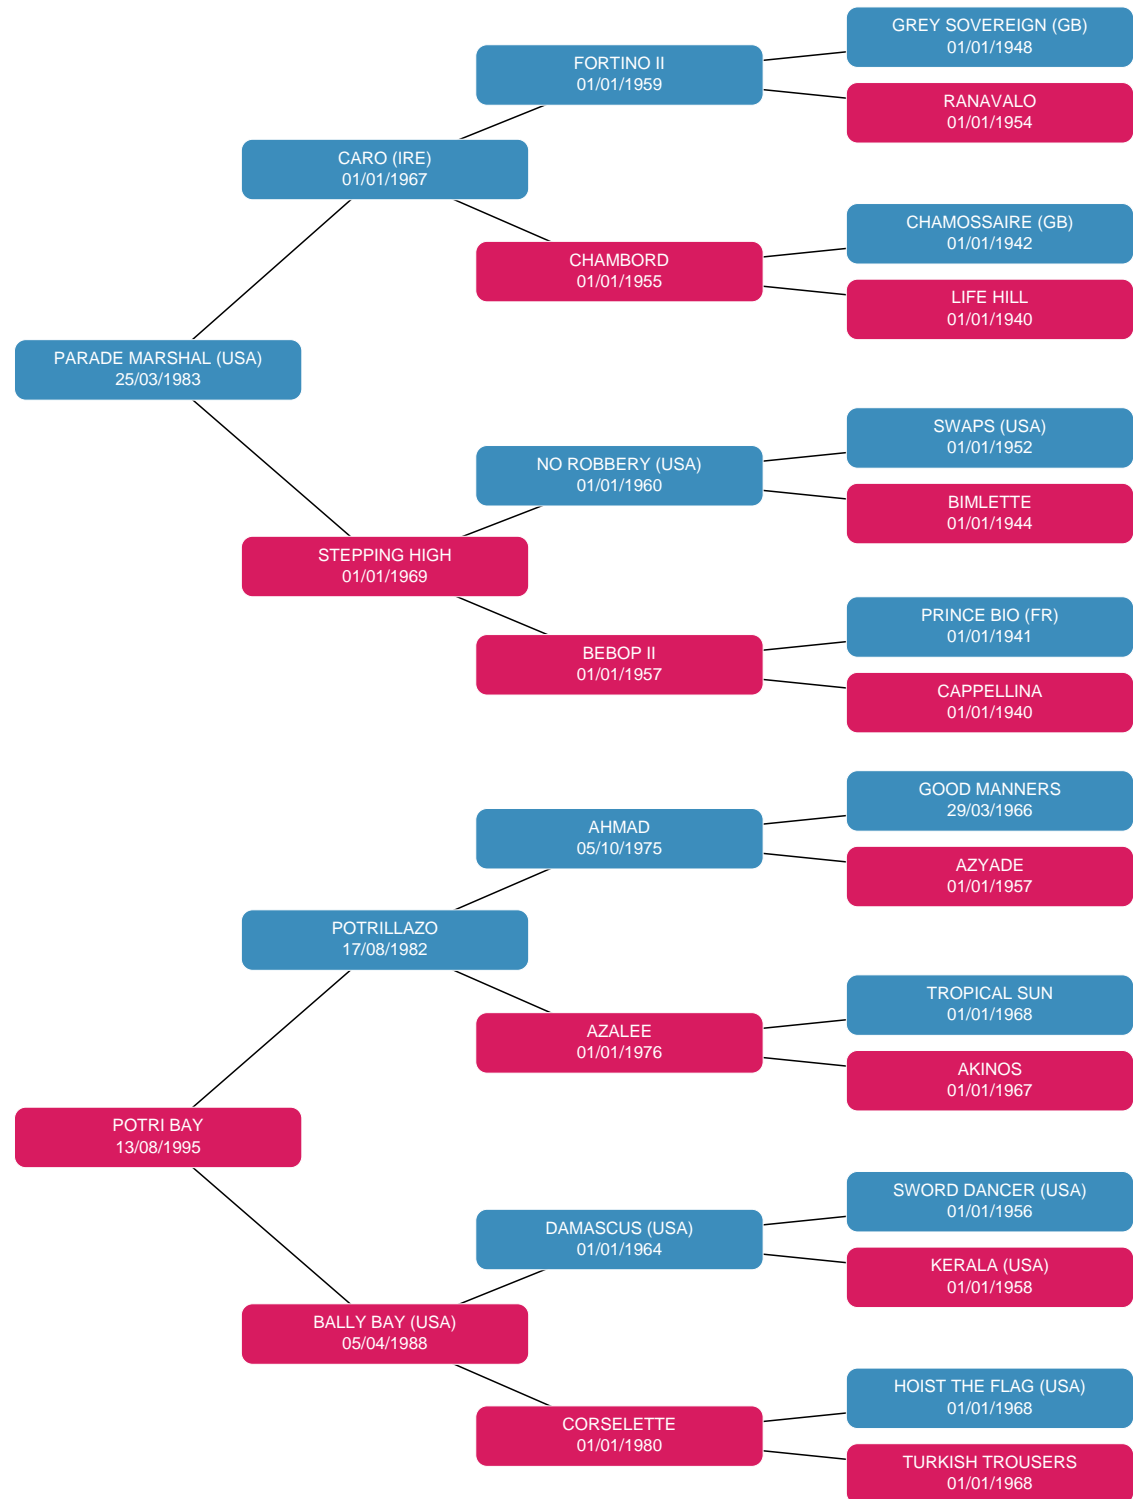 GREY SOVEREIGN (GB)
01/01/1948
FORTINO II
01/01/1959
RANAVALO
01/01/1954
CARO (IRE)
01/01/1967
CHAMOSSAIRE (GB)
01/01/1942
CHAMBORD
01/01/1955
LIFE HILL
01/01/1940
PARADE MARSHAL (USA)
25/03/1983
SWAPS (USA)
01/01/1952
NO ROBBERY (USA)
01/01/1960
BIMLETTE
01/01/1944
STEPPING HIGH
01/01/1969
PRINCE BIO (FR)
01/01/1941
BEBOP II
01/01/1957
CAPPELLINA
01/01/1940
GOOD MANNERS
29/03/1966
AHMAD
05/10/1975
AZYADE
01/01/1957
POTRILLAZO
17/08/1982
TROPICAL SUN
01/01/1968
AZALEE
01/01/1976
AKINOS
01/01/1967
POTRI BAY
13/08/1995
SWORD DANCER (USA)
01/01/1956
DAMASCUS (USA)
01/01/1964
KERALA (USA)
01/01/1958
BALLY BAY (USA)
05/04/1988
HOIST THE FLAG (USA)
01/01/1968
CORSELETTE
01/01/1980
TURKISH TROUSERS
01/01/1968